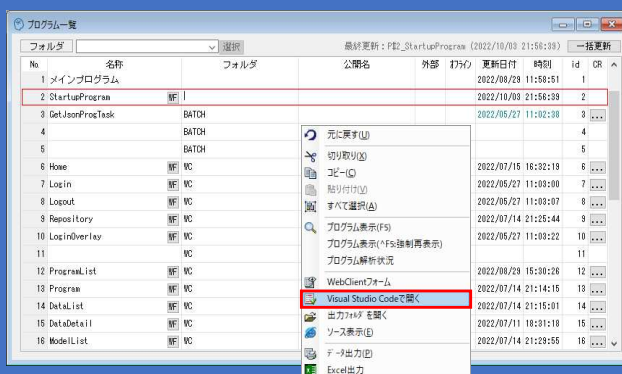 プログラム一覧
フォルダ 選択 最終更新：P#2_StartupProgram (2022/10/03 21:56:39) 一括更新
No. 名称 フォルダ 公開名 外部 オフライン 更新日付 時刻 id CR
1 メインプログラム 2022/08/29 11:58:51 1
2 StartupProgram WF 2022/10/03 21:56:39 2
3 GetJsonProgTask BATCH 2022/05/27 11:02:38 3 ...
4 BATCH 4
5 BATCH 5
6 Home WF WC 2022/07/15 16:32:19 6 ...
7 Login WF WC 2022/05/27 11:03:00 7 ...
8 Logout WF WC 2022/05/27 11:03:07 8 ...
9 Repository WF WC 2022/07/14 21:25:44 9 ...
10 LoginOverlay WF WC 2022/05/27 11:03:22 10 ...
11 WC 11
12 ProgramList WF WC 2022/08/29 15:30:26 12 ...
13 Program WF WC 2022/07/14 21:14:15 13 ...
14 DataList WF WC 2022/07/14 21:15:01 14 ...
15 DataDetail WF WC 2022/07/11 18:31:18 15 ...
16 ModelList WF WC 2022/07/14 21:29:55 16 ...
元に戻す(U)
切り取り(X)
コピー(C)
貼り付け(V)
すべて選択(A)
プログラム表示(F5)
プログラム表示(^F5:強制再表示)
プログラム解析状況
WebClientフォーム
Visual Studio Codeで開く
出力フォルダを開く
ソース表示(E)
データ出力(P)
Excel出力